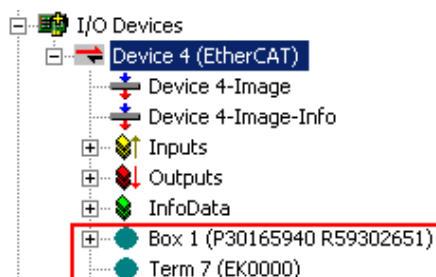 I/O Devices
Device 4 (EtherCAT)
Device 4-Image
Device 4-Image-Info
Inputs
Outputs
InfoData
Box 1 (P30165940 R59302651)
Term 7 (EK0000)